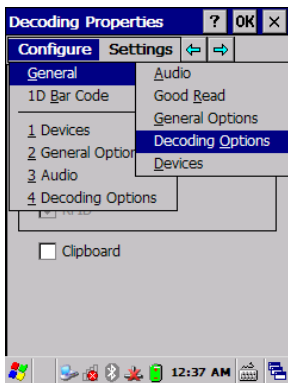 Decoding Properties ? OK ×
Configure Settings
General
1D Bar Code
1 Devices
2 General Option
3 Audio
4 Decoding Options
Audio
Good Read
General Options
Decoding Options
Devices
RFID
Clipboard
12:37 AM